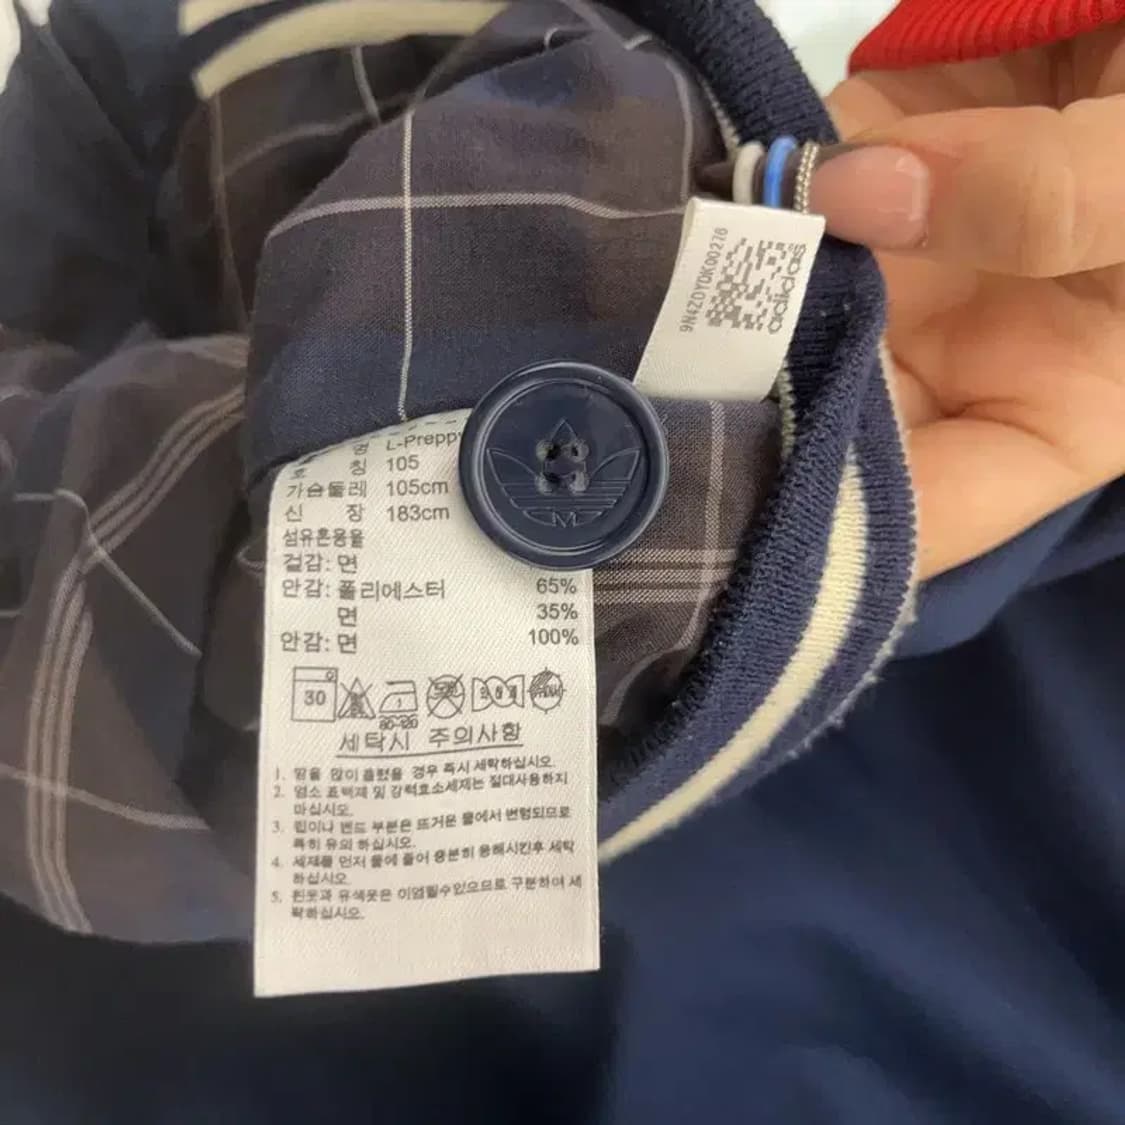 9N4ZDY0K00276
adidas
명 L-Preppy
호 칭 105
가슴둘레 105cm
신 장 183cm
섬유혼용율
겉감: 면
안감: 폴리에스터 65%
면 35%
안감: 면 100%
30
80-120
세탁시 주의사항
1. 땀을 많이 흘렸을 경우 즉시 세탁하십시오.
2. 염소 표백제 및 강력효소세제는 절대사용하지
마십시오.
3. 립이나 밴드 부분은 뜨거운 물에서 변형되므로
특히 유의 하십시오.
4. 세제를 먼저 물에 풀어 충분히 용해시킨후 세탁
하십시오.
5. 흰옷과 유색옷은 이염될수있으므로 구분하여 세
탁하십시오.